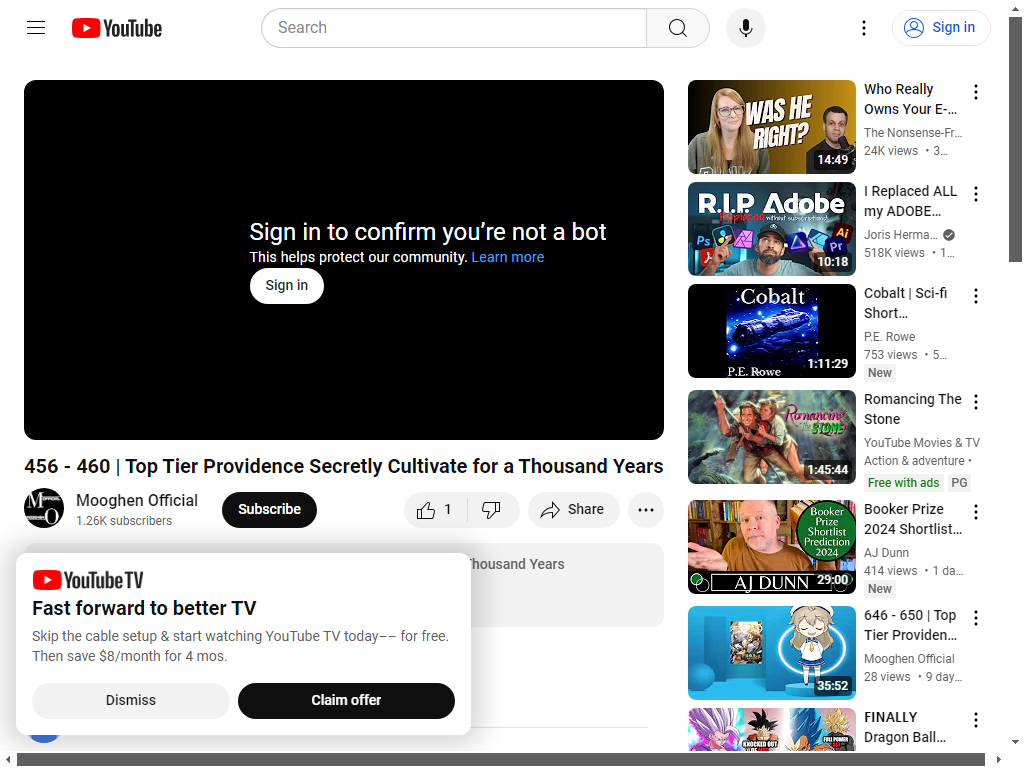 YouTube
Search
Sign in
Sign in to confirm you’re not a bot
This helps protect our community. Learn more
Sign in
456 - 460 | Top Tier Providence Secretly Cultivate for a Thousand Years
Mooghen Official
1.26K subscribers
Subscribe
1
Share
Thousand Years
YouTube TV
Fast forward to better TV
Skip the cable setup & start watching YouTube TV today–– for free.
Then save $8/month for 4 mos.
Dismiss
Claim offer
WAS HE
RIGHT?
14:49
Who Really
Owns Your E-…
The Nonsense-Fr…
24K views • 3…
R.I.P. Adobe
Replaced without subscriptions!
Ps
Ai
Pr
10:18
I Replaced ALL
my ADOBE…
Joris Herma…
518K views • 1…
Cobalt
P.E. Rowe
1:11:29
Cobalt | Sci-fi
Short…
P.E. Rowe
753 views • 5…
New
Romancing
The STONE
1:45:44
Romancing The
Stone
YouTube Movies & TV
Action & adventure •
Free with ads
PG
Booker
Prize
Shortlist
Prediction
2024
AJ DUNN
29:00
Booker Prize
2024 Shortlist…
AJ Dunn
414 views • 1 da…
New
35:52
646 - 650 | Top
Tier Providen…
Mooghen Official
28 views • 9 day…
KNOCKED OUT
FULL POWER
FINALLY
Dragon Ball…